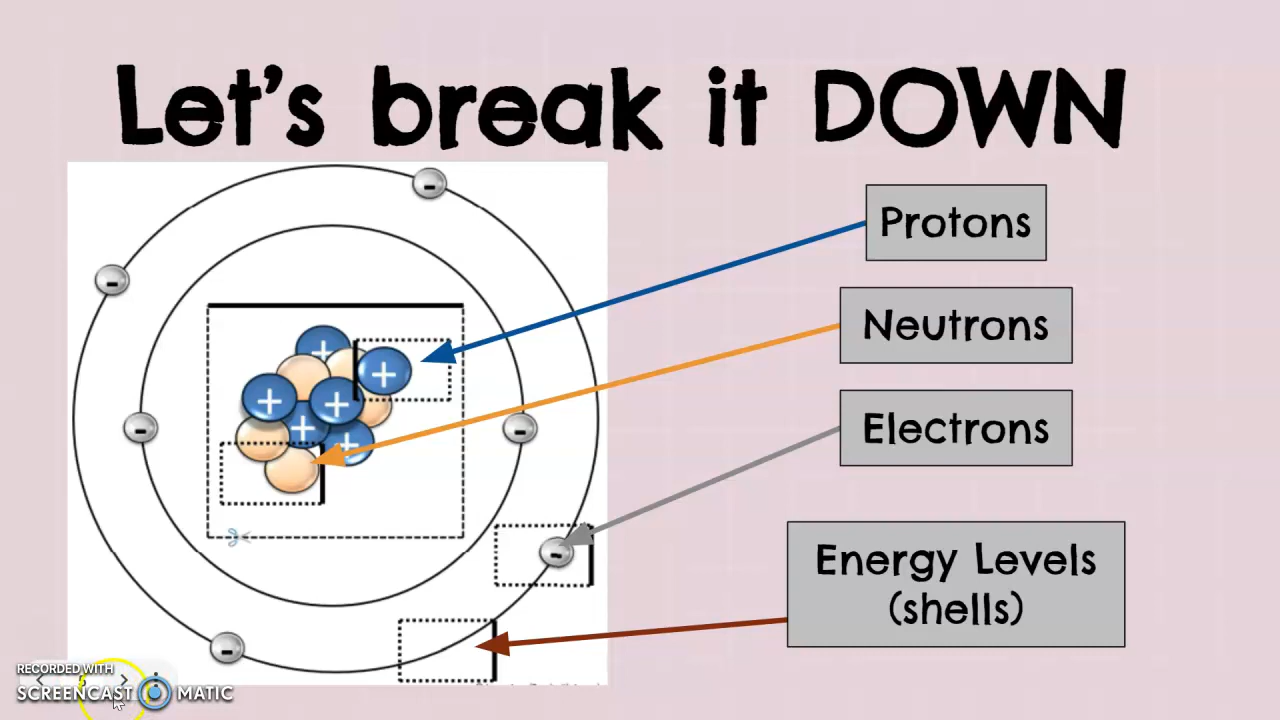 Let's break it DOWN
Protons
Neutrons
Electrons
Energy Levels
(shells)
RECORDED WITH
SCREENCAST MATIC